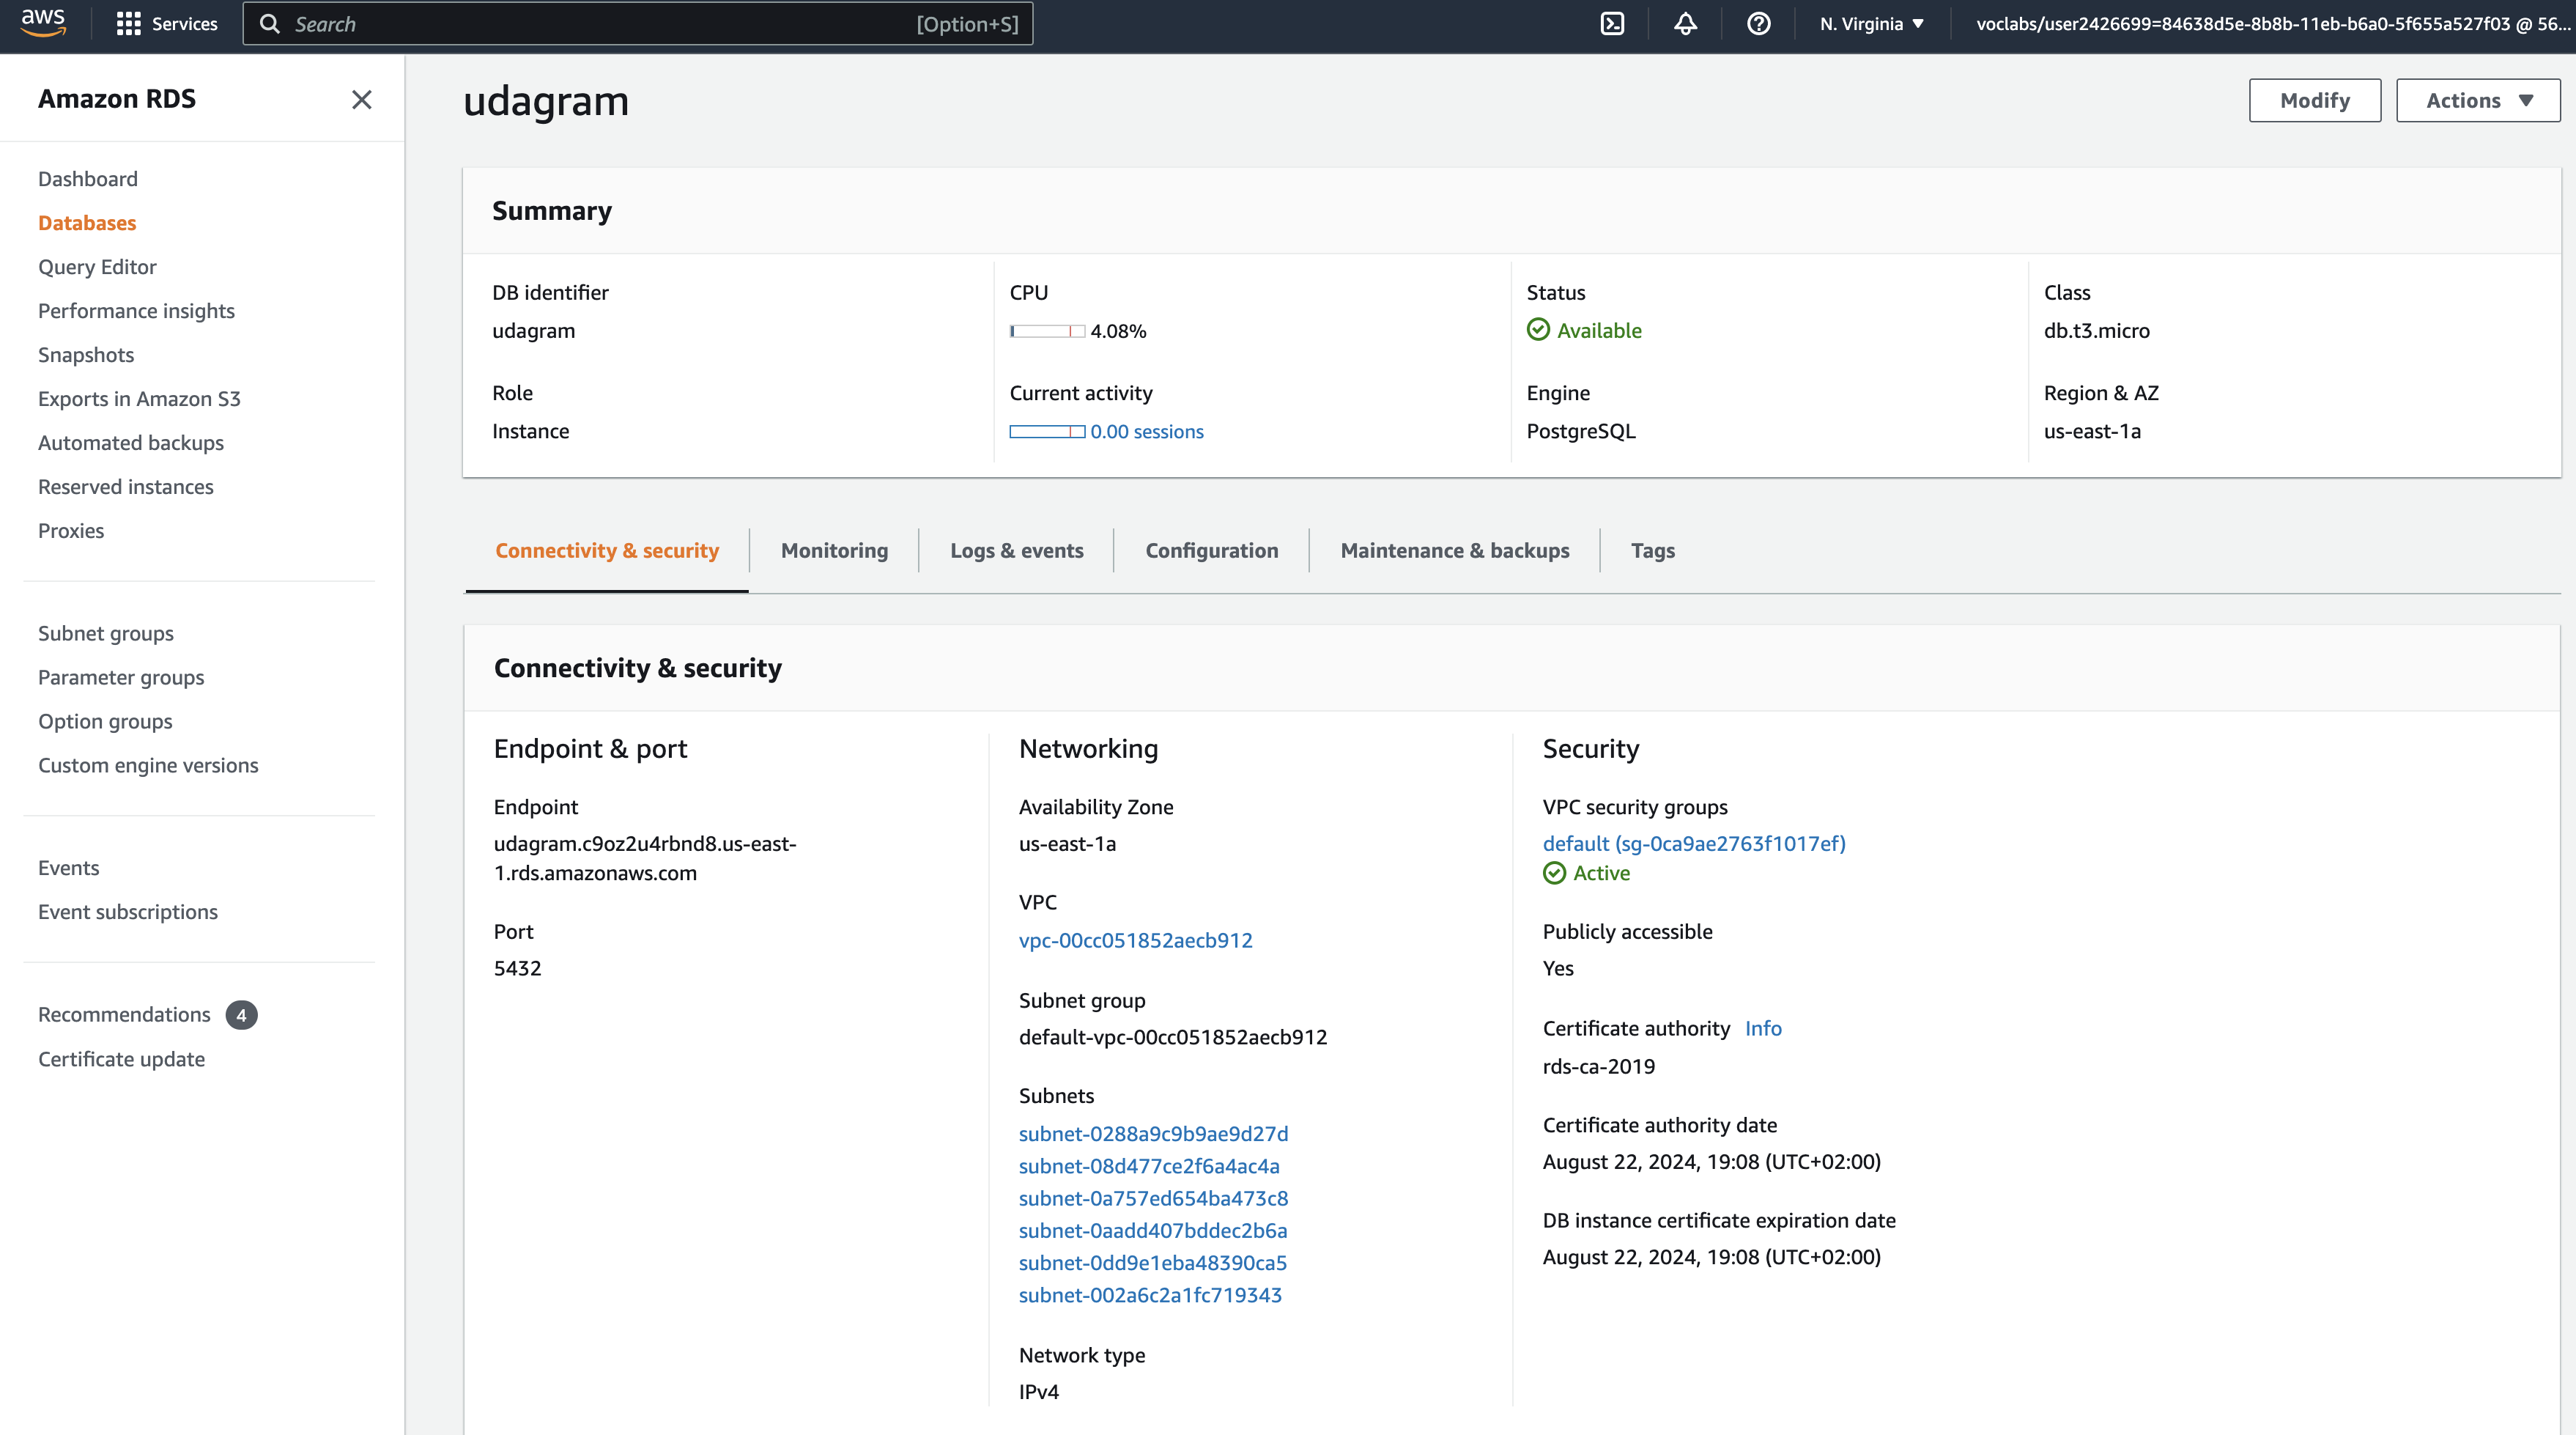 aws
Services
Search
[Option+S]
N. Virginia
voclabs/user2426699=84638d5e-8b8b-11eb-b6a0-5f655a527f03 @ 56...
Amazon RDS
Dashboard
Databases
Query Editor
Performance insights
Snapshots
Exports in Amazon S3
Automated backups
Reserved instances
Proxies
Subnet groups
Parameter groups
Option groups
Custom engine versions
Events
Event subscriptions
Recommendations 4
Certificate update
udagram
Modify
Actions
Summary
DB identifier
udagram
CPU
4.08%
Status
Available
Class
db.t3.micro
Role
Instance
Current activity
0.00 sessions
Engine
PostgreSQL
Region & AZ
us-east-1a
Connectivity & security
Monitoring
Logs & events
Configuration
Maintenance & backups
Tags
Connectivity & security
Endpoint & port
Endpoint
udagram.c9oz2u4rbnd8.us-east-
1.rds.amazonaws.com
Port
5432
Networking
Availability Zone
us-east-1a
VPC
vpc-00cc051852aecb912
Subnet group
default-vpc-00cc051852aecb912
Subnets
subnet-0288a9c9b9ae9d27d
subnet-08d477ce2f6a4ac4a
subnet-0a757ed654ba473c8
subnet-0aadd407bddec2b6a
subnet-0dd9e1eba48390ca5
subnet-002a6c2a1fc719343
Network type
IPv4
Security
VPC security groups
default (sg-0ca9ae2763f1017ef)
Active
Publicly accessible
Yes
Certificate authority Info
rds-ca-2019
Certificate authority date
August 22, 2024, 19:08 (UTC+02:00)
DB instance certificate expiration date
August 22, 2024, 19:08 (UTC+02:00)